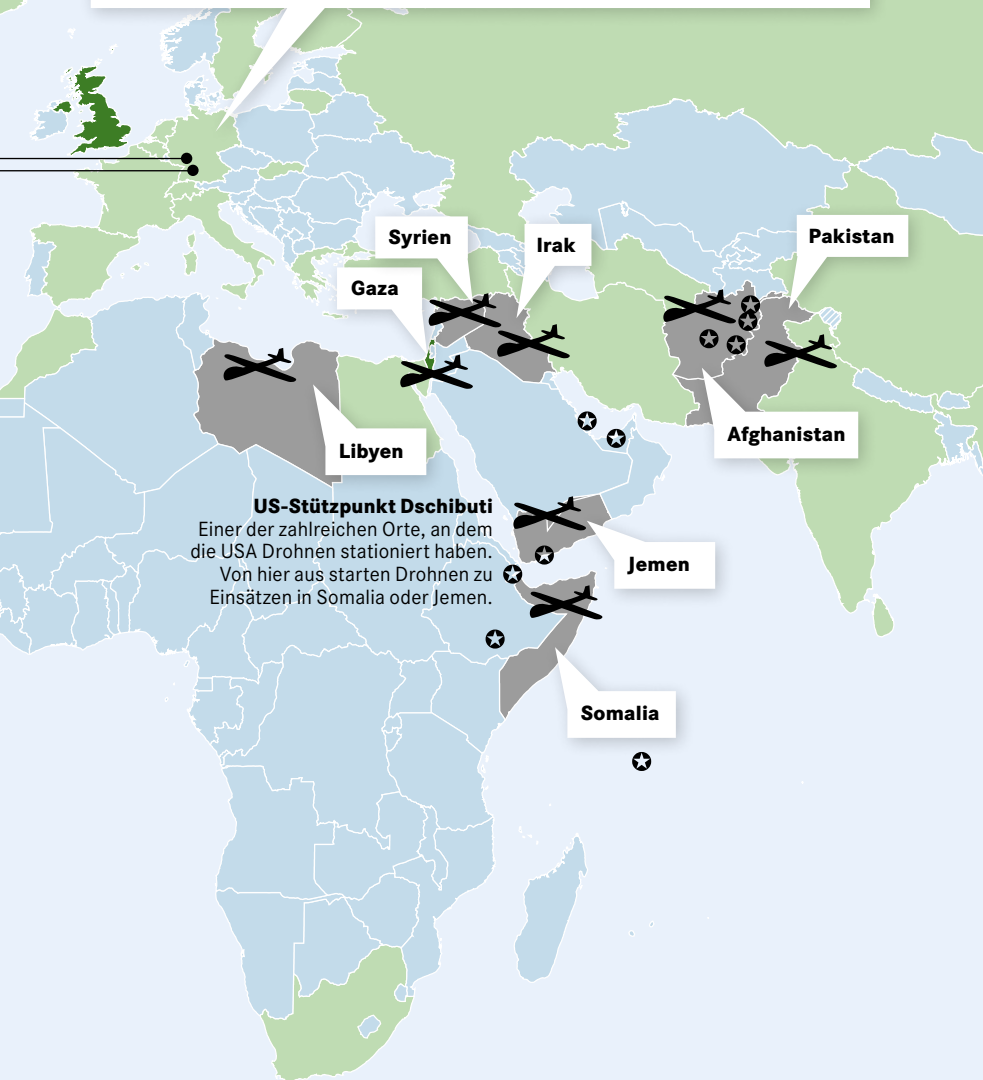 Syrien
Irak
Pakistan
Gaza
Libyen
Afghanistan
US-Stützpunkt Dschibuti
Einer der zahlreichen Orte, an dem
die USA Drohnen stationiert haben.
Von hier aus starten Drohnen zu
Einsätzen in Somalia oder Jemen.
Jemen
Somalia